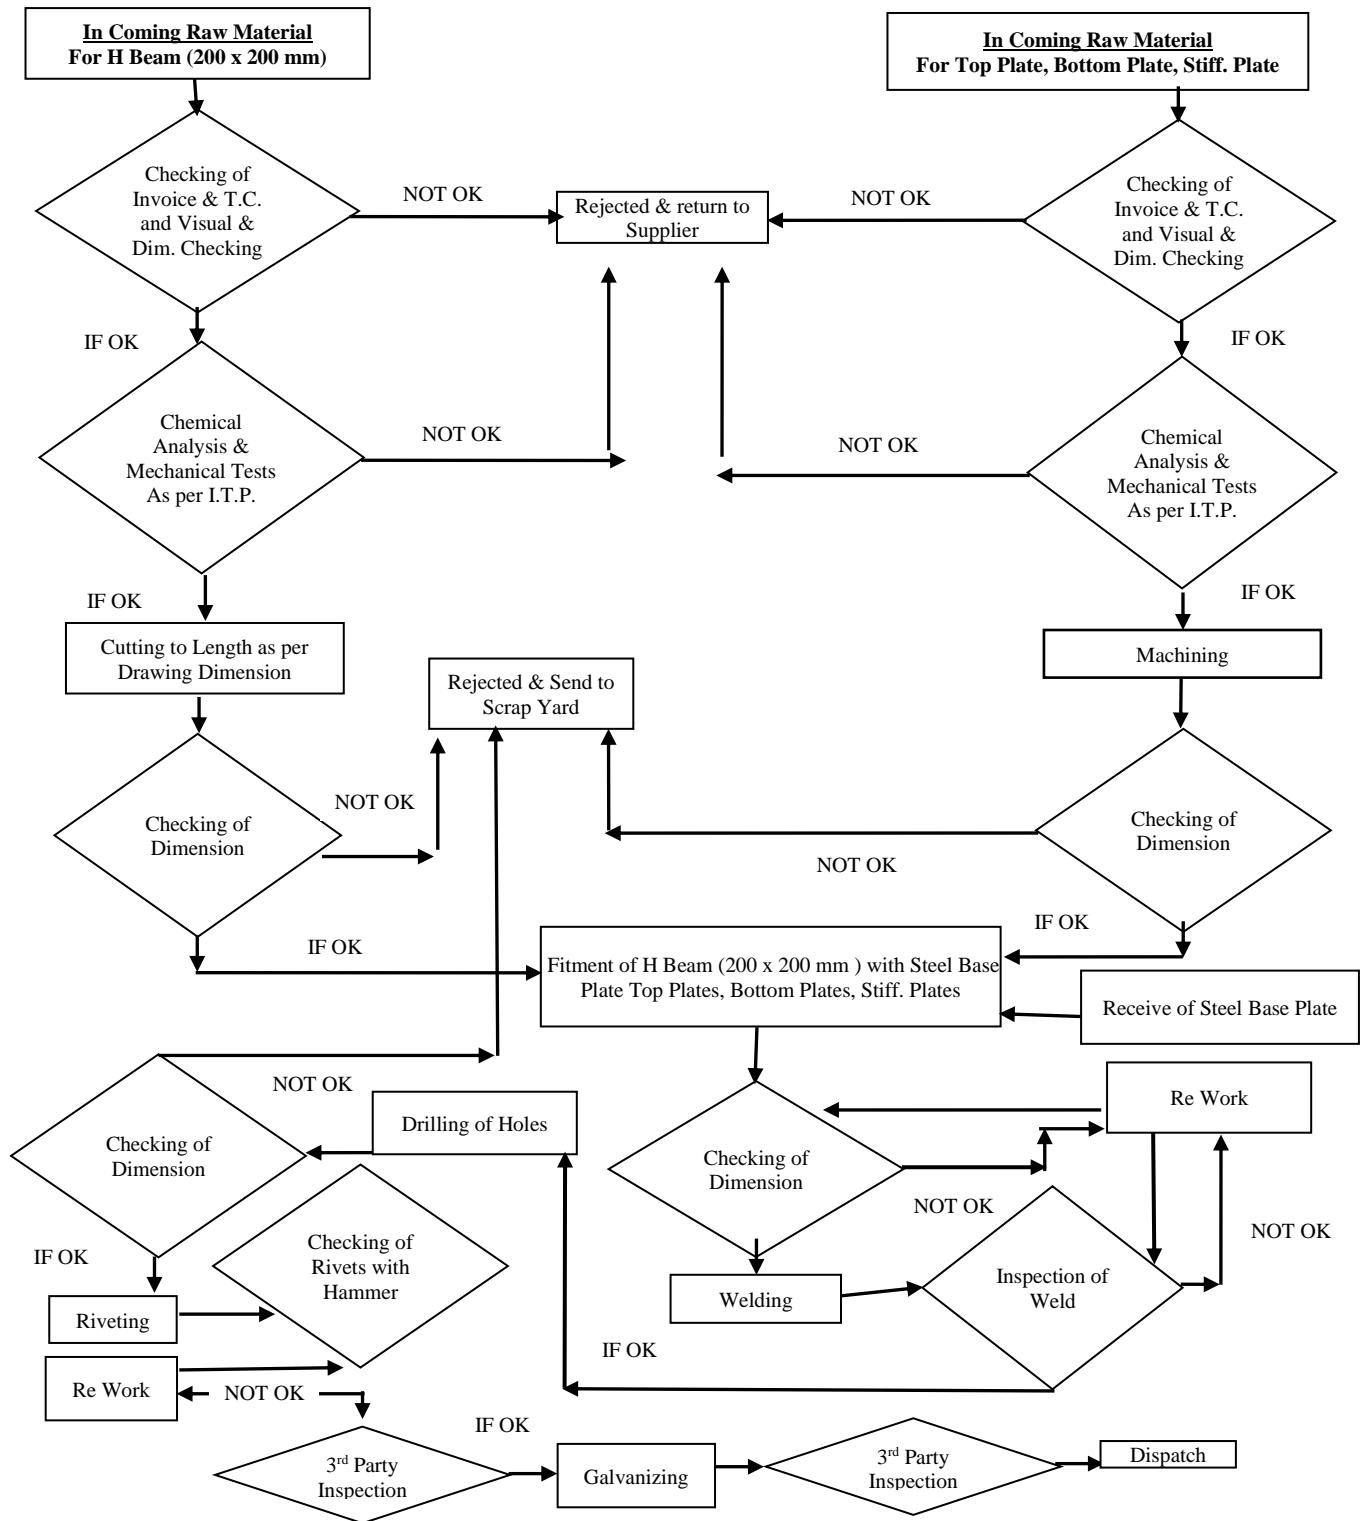 In Coming Raw Material
For H Beam (200 x 200 mm)
In Coming Raw Material
For Top Plate, Bottom Plate, Stiff. Plate
Checking of
Invoice & T.C.
and Visual &
Dim. Checking
NOT OK
Rejected & return to
Supplier
NOT OK
Checking of
Invoice & T.C.
and Visual &
Dim. Checking
IF OK
IF OK
Chemical
Analysis &
Mechanical Tests
As per I.T.P.
NOT OK
NOT OK
Chemical
Analysis &
Mechanical Tests
As per I.T.P.
IF OK
IF OK
Cutting to Length as per
Drawing Dimension
Rejected & Send to
Scrap Yard
Machining
Checking of
Dimension
NOT OK
NOT OK
Checking of
Dimension
IF OK
IF OK
Fitment of H Beam (200 x 200 mm ) with Steel Base
Plate Top Plates, Bottom Plates, Stiff. Plates
Receive of Steel Base Plate
NOT OK
Drilling of Holes
Re Work
Checking of
Dimension
Checking of
Dimension
NOT OK
NOT OK
IF OK
Checking of
Rivets with
Hammer
Riveting
Welding
Inspection of
Weld
IF OK
Re Work
NOT OK
IF OK
3rd Party
Inspection
Galvanizing
3rd Party
Inspection
Dispatch